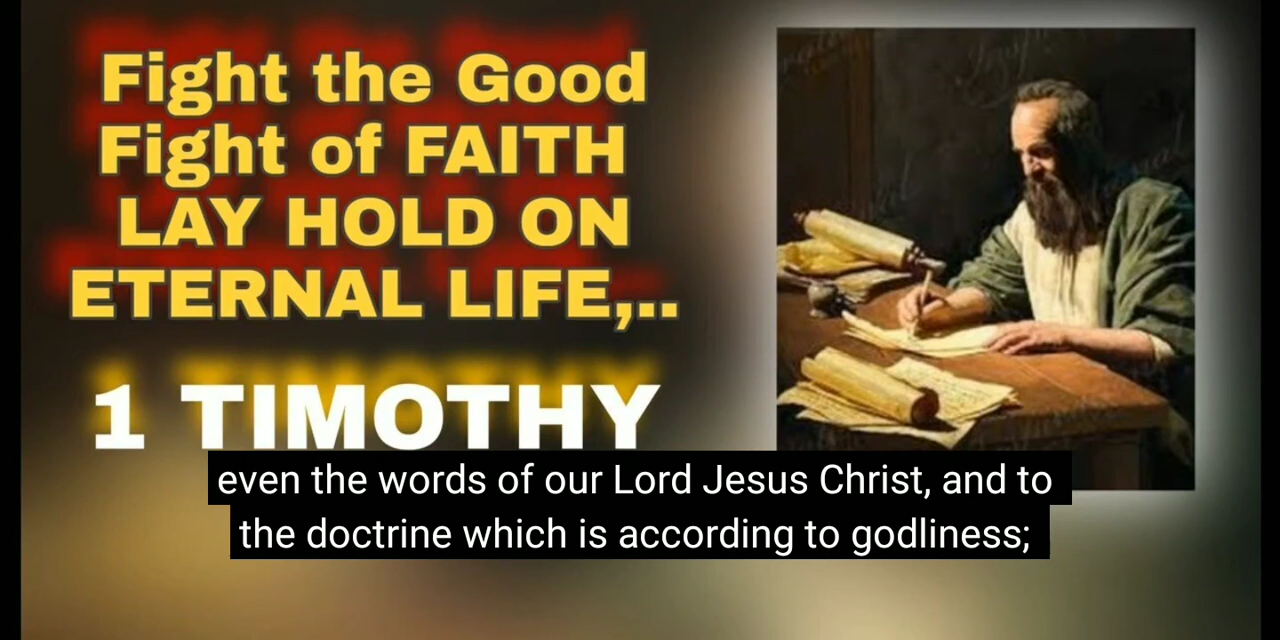 Fight the Good
Fight of FAITH
LAY HOLD ON
ETERNAL LIFE,..
1 TIMOTHY
even the words of our Lord Jesus Christ, and to
the doctrine which is according to godliness;